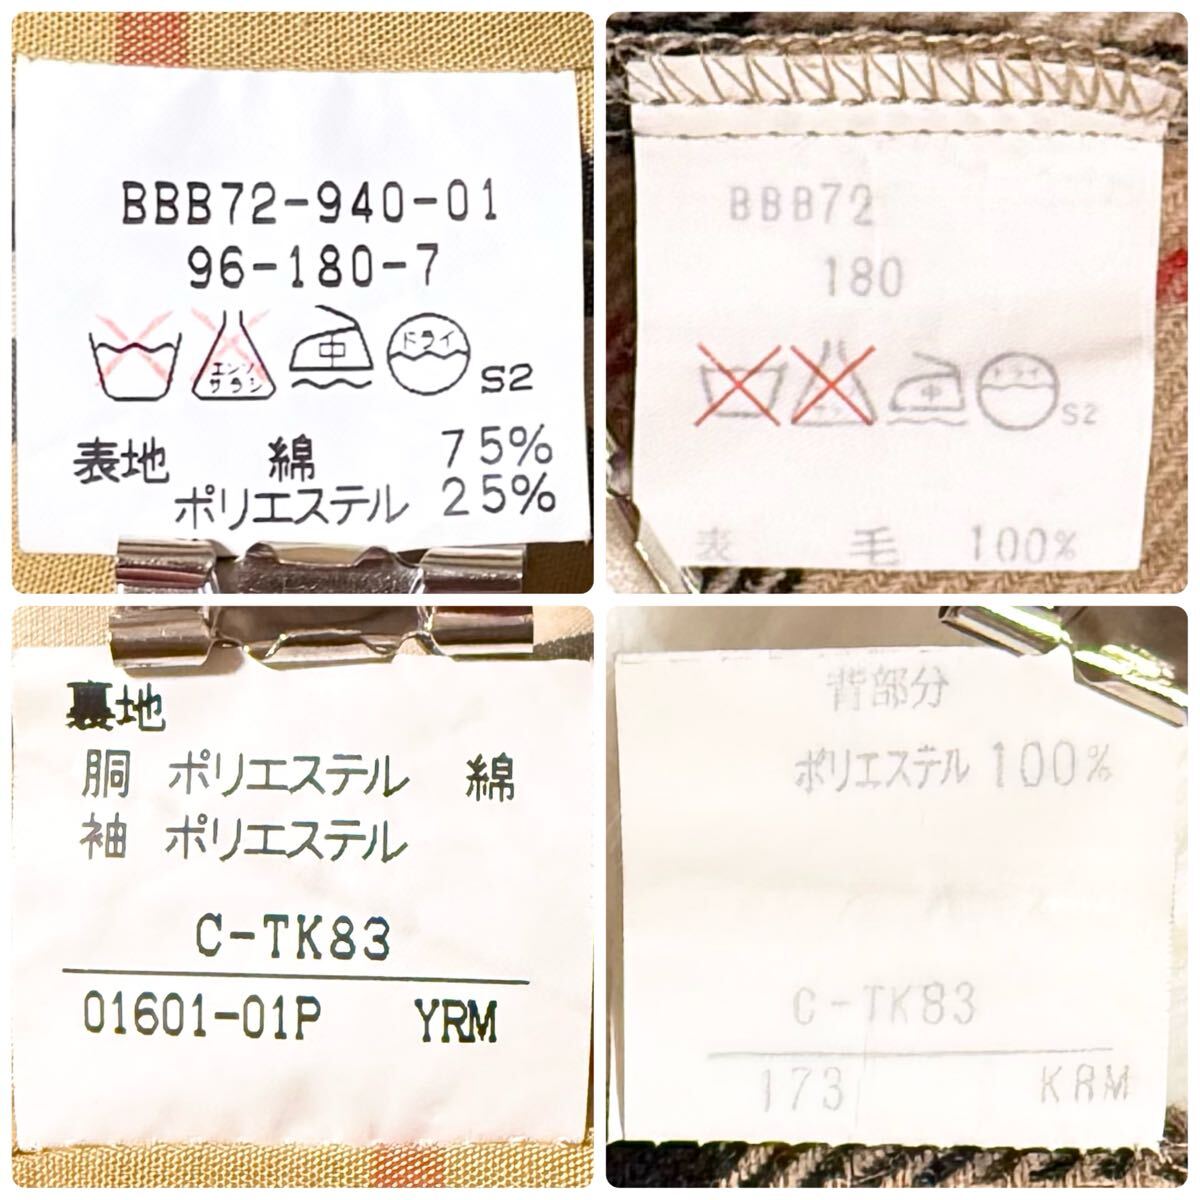 BBB72-940-01
96-180-7
エンソ
サラシ
中
ドライ
S2
表地 綿 75%
ポリエステル 25%
BBB72
180
ドライ
S2
表 毛 100%
裏地
胴 ポリエステル 綿
袖 ポリエステル
C-TK83
01601-01P YRM
背部分
ポリエステル 100%
C-TK83
173 KRM